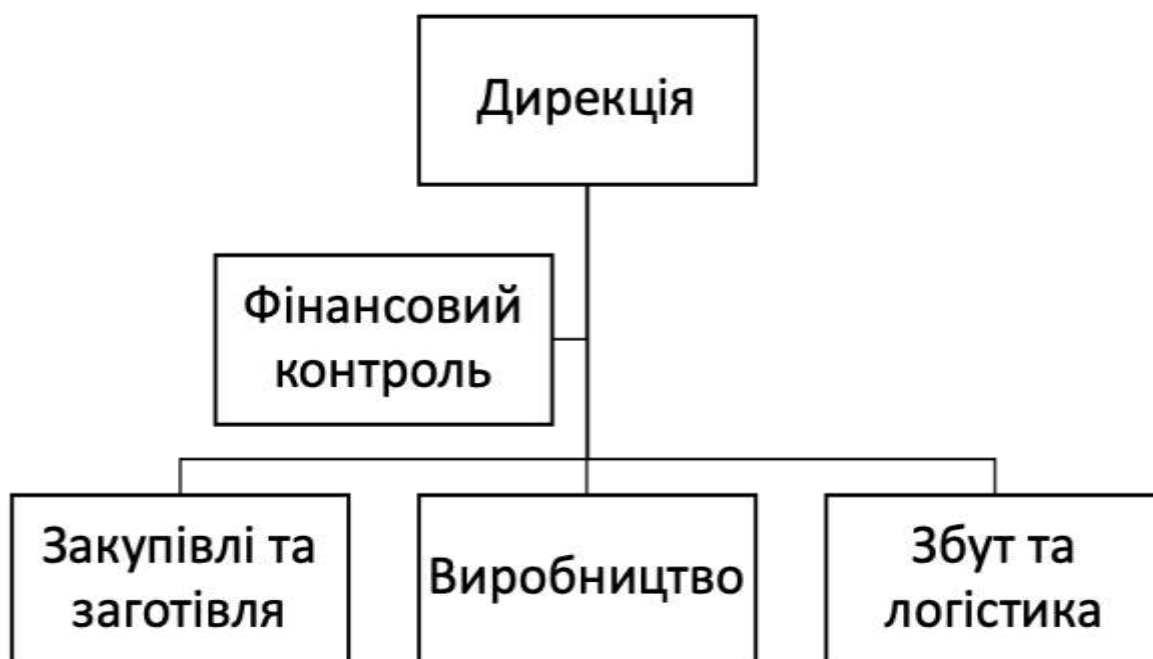 Дирекція
Фінансовий
контроль
Закупівлі та
заготівля
Виробництво
Збут та
логістика